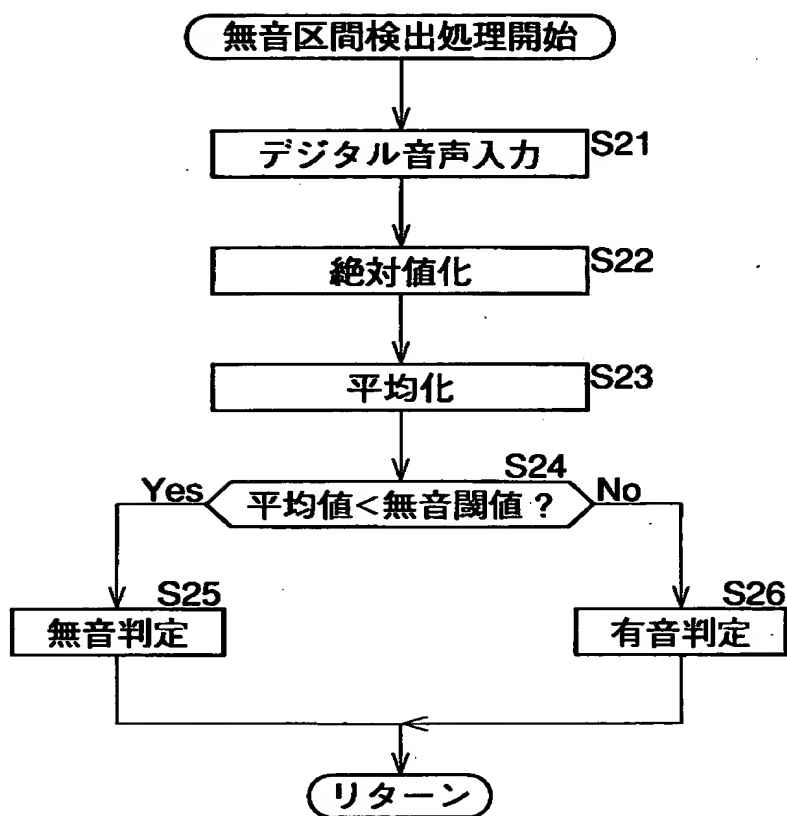 無音区間検出処理開始
デジタル音声入力
S21
絶対値化
S22
平均化
S23
S24
Yes
平均値<無音閾値?
No
S25
無音判定
S26
有音判定
リターン